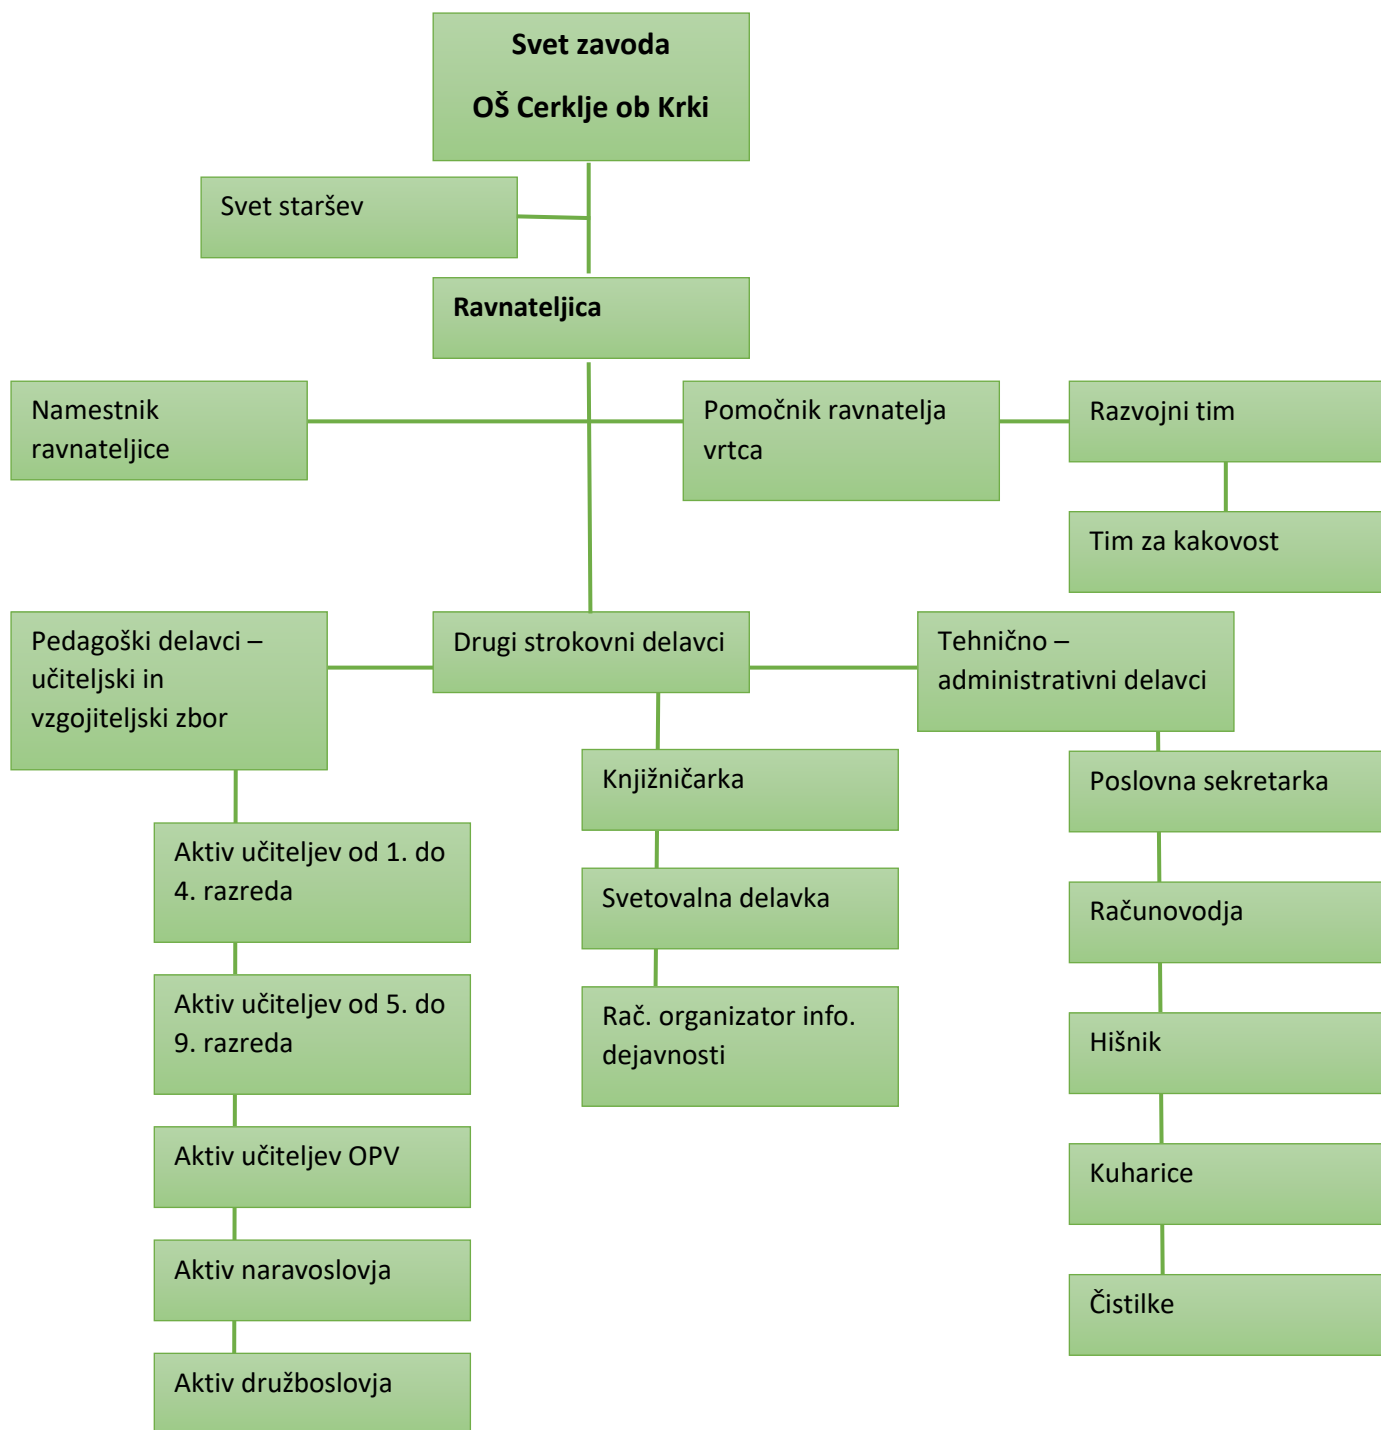 Svet zavoda
OŠ Cerklje ob Krki
Svet staršev
Ravnateljica
Namestnik
ravnateljice
Pomočnik ravnatelja
vrtca
Razvojni tim
Tim za kakovost
Pedagoški delavci –
učiteljski in
vzgojiteljski zbor
Drugi strokovni delavci
Tehnično –
administrativni delavci
Aktiv učiteljev od 1. do
4. razreda
Aktiv učiteljev od 5. do
9. razreda
Aktiv učiteljev OPV
Aktiv naravoslovja
Aktiv družboslovja
Knjižničarka
Svetovalna delavka
Rač. organizator info.
dejavnosti
Poslovna sekretarka
Računovodja
Hišnik
Kuharice
Čistilke